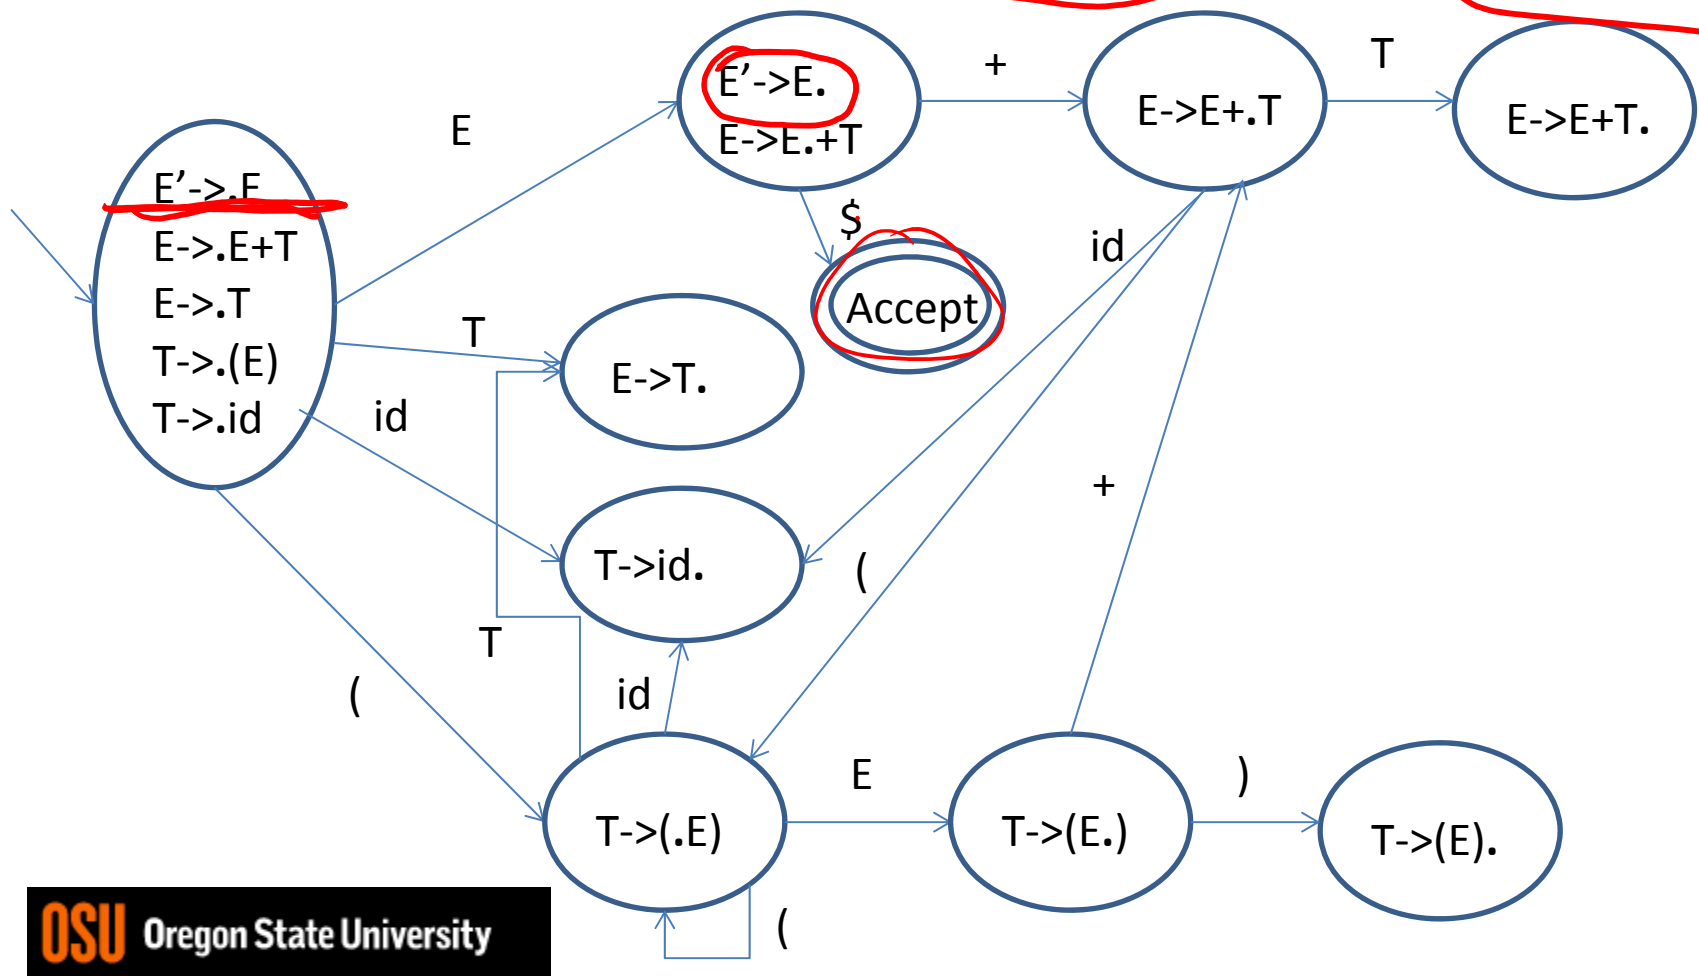 E'->E.
E->E.+T
+
E->E+.T
T
E->E+T.
E
E'->.E
E->.E+T
E->.T
T->.(E)
T->.id
$
Accept
id
T
E->T.
id
T->id.
(
+
T
(
id
T->(.E)
E
T->(E.)
)
T->(E).
(
OSU Oregon State University